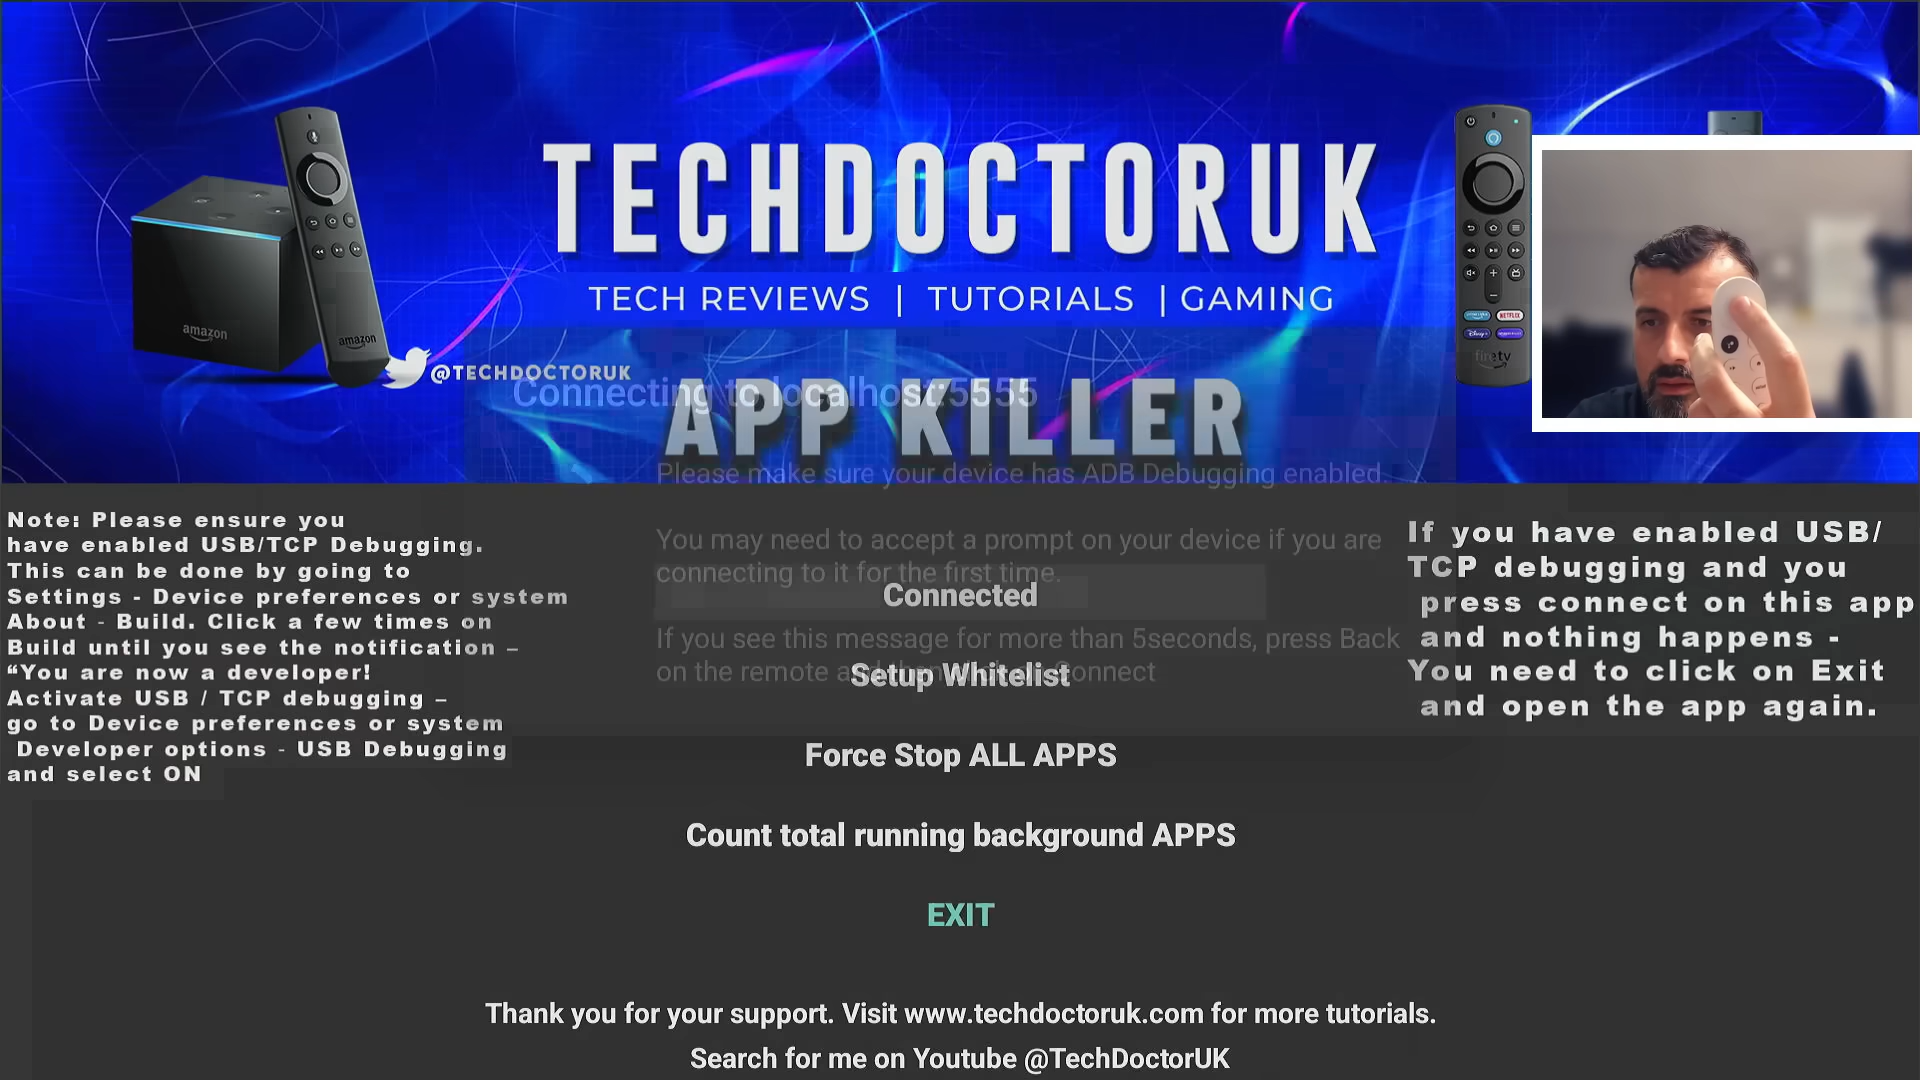 TECHDOCTORUK
TECH REVIEWS | TUTORIALS | GAMING
amazon
amazon
@TECHDOCTORUK
NETFLIX
Disney+
fire tv
Connecting to localhost:5555
APP KILLER
Please make sure your device has ADB Debugging enabled.
You may need to accept a prompt on your device if you are
connecting to it for the first time.
Connected
If you see this message for more than 5seconds, press Back
on the remote and then click on Connect
Setup Whitelist
Force Stop ALL APPS
Count total running background APPS
EXIT
Note: Please ensure you
have enabled USB/TCP Debugging.
This can be done by going to
Settings - Device preferences or system
About - Build. Click a few times on
Build until you see the notification –
“You are now a developer!
Activate USB / TCP debugging –
go to Device preferences or system
Developer options - USB Debugging
and select ON
If you have enabled USB/
TCP debugging and you
press connect on this app
and nothing happens -
You need to click on Exit
and open the app again.
Thank you for your support. Visit www.techdoctoruk.com for more tutorials.
Search for me on Youtube @TechDoctorUK